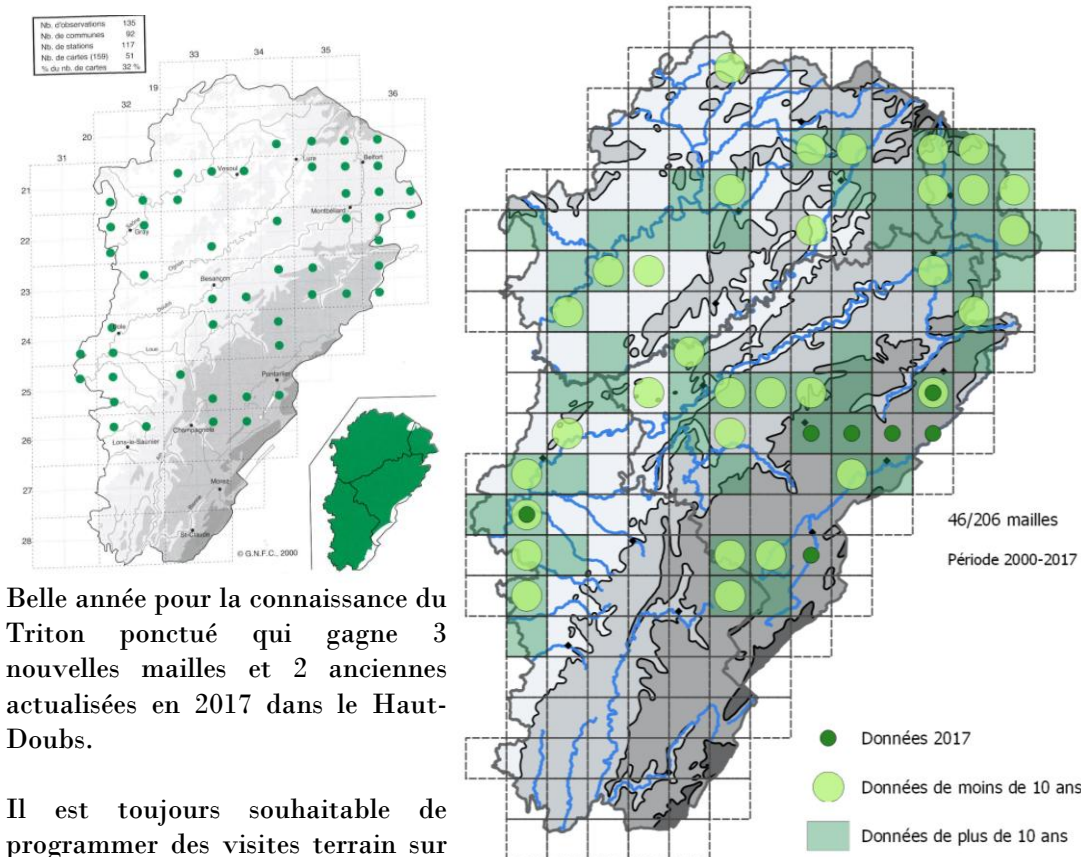 Nb. d'observations 135
Nb. de communes 92
Nb. de stations 117
Nb. de cartes (159) 51
% du nb. de cartes 32 %
33
34
35
36
32
31
19
20
21
22
23
24
25
26
27
28
Vesoul
Lure
Belfort
Montbéliard
Gray
Ognon
Besançon
Doubs
Dole
Loue
Pontarlier
Champagnole
Lons-le-Saunier
Morez
St-Claude
© G.N.F.C., 2000
Belle année pour la connaissance du
Triton ponctué qui gagne 3
nouvelles mailles et 2 anciennes
actualisées en 2017 dans le Haut-
Doubs.
Il est toujours souhaitable de
programmer des visites terrain sur
46/206 mailles
Période 2000-2017
Données 2017
Données de moins de 10 ans
Données de plus de 10 ans